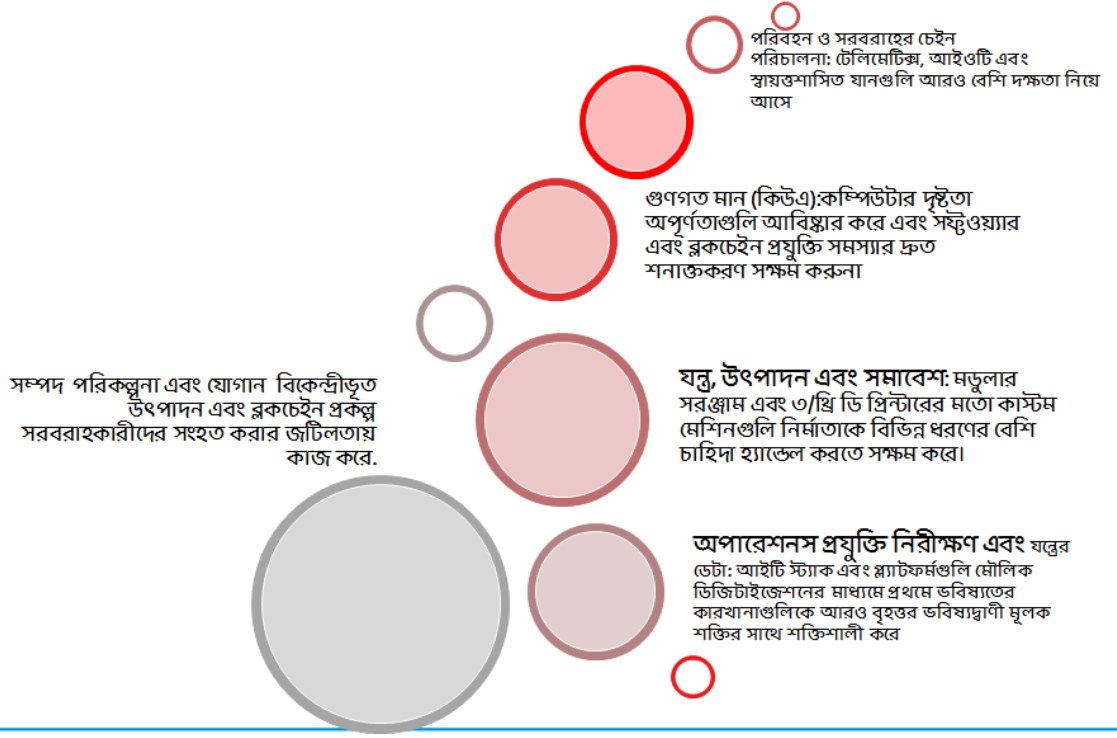 পরিবহন ও সরবরাহের চেইন
পরিচালনা: টেলিমেটিক্স, আইওটি এবং
স্বায়ত্তশাসিত যানগুলি আরও বেশি দক্ষতা নিয়ে
আসে
গুণগত মান (কিউএ):কম্পিউটার দৃষ্টতা
অপূর্ণতাগুলি আবিষ্কার করে এবং সফ্টওয়্যার
এবং ব্লকচেইন প্রযুক্তি সমস্যার দ্রুত
শনাক্তকরণ সক্ষম করুনা
সম্পদ পরিকল্পনা এবং যোগান বিকেন্দ্রীভূত
উৎপাদন এবং ব্লকচেইন প্রকল্প
সরবরাহকারীদের সংহত করার জটিলতায়
কাজ করে.
যন্ত্র, উৎপাদন এবং সমাবেশ: মডুলার
সরঞ্জাম এবং ৩/থ্রি ডি প্রিন্টারের মতো কাস্টম
মেশিনগুলি নির্মাতাকে বিভিন্ন ধরণের বেশি
চাহিদা হ্যান্ডেল করতে সক্ষম করে।
অপারেশনস প্রযুক্তি নিরীক্ষণ এবং যন্ত্রের
ডেটা: আইটি স্ট্যাক এবং প্ল্যাটফর্মগুলি মৌলিক
ডিজিটাইজেশনের মাধ্যমে প্রথমে ভবিষ্যতের
কারখানাগুলিকে আরও বৃহত্তর ভবিষ্যদ্বাণী মূলক
শক্তির সাথে শক্তিশালী করে